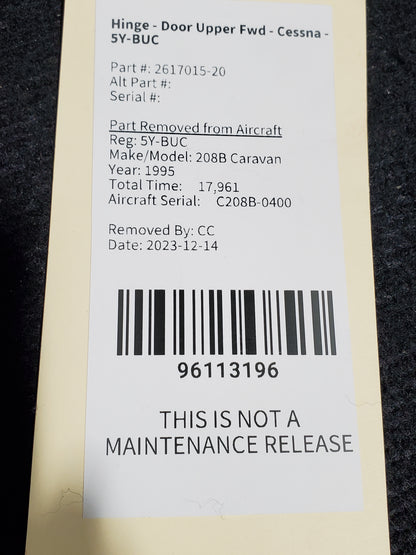 Hinge - Door Upper Fwd - Cessna -
5Y-BUC
Part #: 2617015-20
Alt Part #:
Serial #:
Part Removed from Aircraft
Reg: 5Y-BUC
Make/Model: 208B Caravan
Year: 1995
Total Time: 17,961
Aircraft Serial: C208B-0400
Removed By: CC
Date: 2023-12-14
96113196
THIS IS NOT A
MAINTENANCE RELEASE